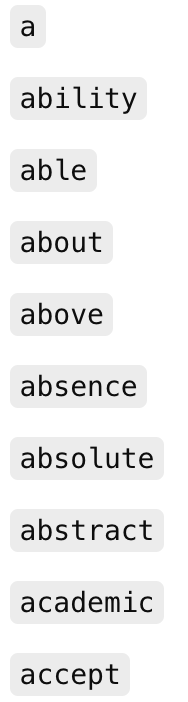 a
ability
able
about
above
absence
absolute
abstract
academic
accept